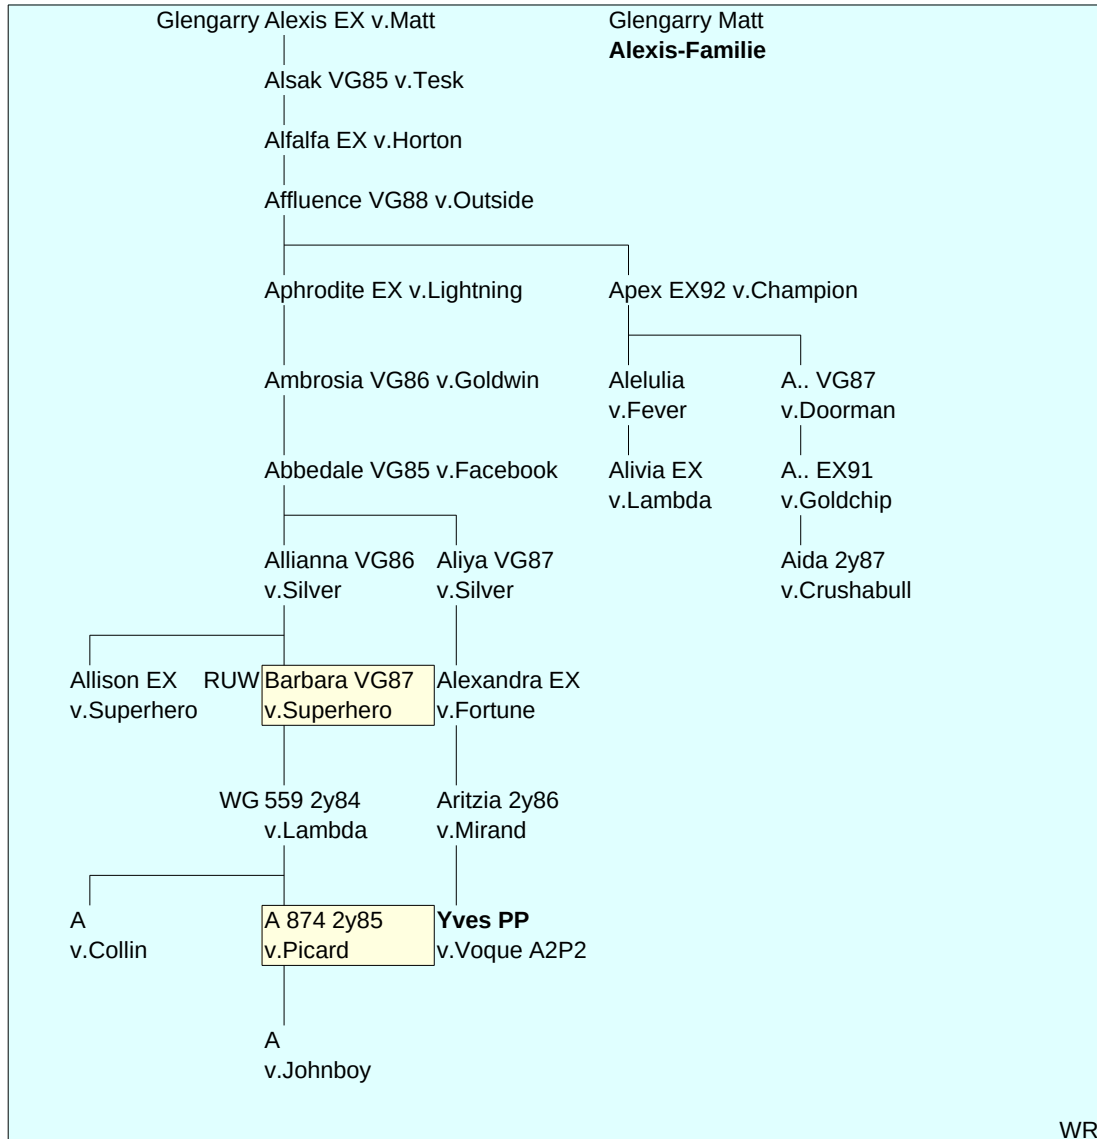 Glengarry Alexis EX v.Matt
Glengarry Matt
Alexis-Familie
Alsak VG85 v.Tesk
Alfalfa EX v.Horton
Affluence VG88 v.Outside
Aphrodite EX v.Lightning
Apex EX92 v.Champion
Ambrosia VG86 v.Goldwin
Alelulia
v.Fever
A.. VG87
v.Doorman
Abbedale VG85 v.Facebook
Alivia EX
v.Lambda
A.. EX91
v.Goldchip
Allianna VG86
v.Silver
Aliya VG87
v.Silver
Aida 2y87
v.Crushabull
Allison EX
v.Superhero
RUW Barbara VG87
v.Superhero
Alexandra EX
v.Fortune
WG 559 2y84
v.Lambda
Aritzia 2y86
v.Mirand
A
v.Collin
A 874 2y85
v.Picard
Yves PP
v.Voque A2P2
A
v.Johnboy
WR